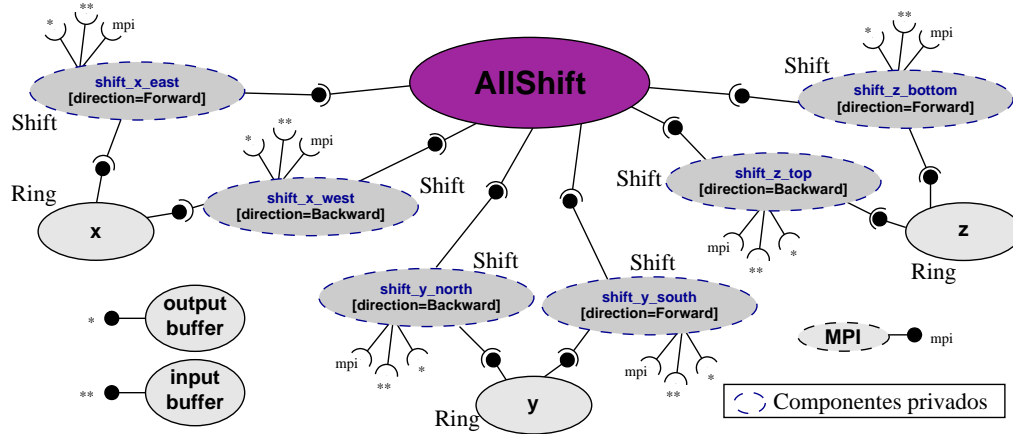 *
**
mpi
shift_x_east
[direction=Forward]
Shift
AllShift
*
**
mpi
Shift
shift_z_bottom
[direction=Forward]
*
**
mpi
shift_x_west
[direction=Backward]
Shift
Shift
shift_z_top
[direction=Backward]
mpi
**
*
Ring
x
z
Ring
Shift
shift_y_north
[direction=Backward]
mpi
**
*
Shift
shift_y_south
[direction=Forward]
mpi
**
*
Ring
y
*
output
buffer
**
input
buffer
MPI
mpi
Componentes privados